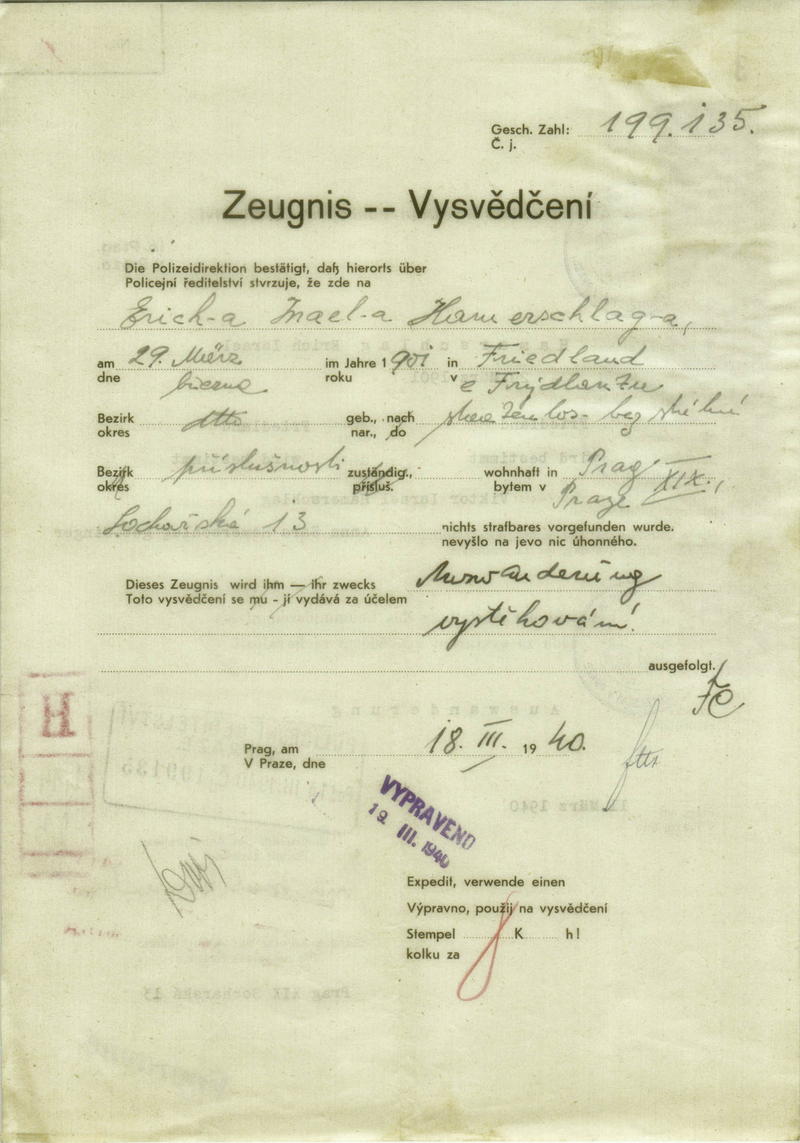 Gesch. Zahl: 199.135.
Č. j.
Zeugnis -- Vysvědčení
Die Polizeidirektion bestätigt, daß hierorts über
Policejní ředitelství stvrzuje, že zde na
Erich-a Israel-a Hamerschlag-a,
am 29. März im Jahre 1901 in Friedland
dne března roku v Frýdlantu
Bezirk dtto geb., nach staatenlos - bez státní
okres nar., do
Bezirk příslušnosti zuständig., wohnhaft in Prag XIX.,
okres přísluš. bytem v Praze
Sochařská 13 nichts strafbares vorgefunden wurde.
nevyšlo na jevo nic úhonného.
Dieses Zeugnis wird ihm — ihr zwecks Auswanderung
Toto vysvědčení se mu - jí vydává za účelem
vystěhování.
ausgefolgt.
Prag, am 18. III. 1940.
V Praze, dne
VYPRAVENO
19. III. 1940
H
Expedit, verwende einen
Výpravno, použij na vysvědčení
Stempel K h!
kolku za